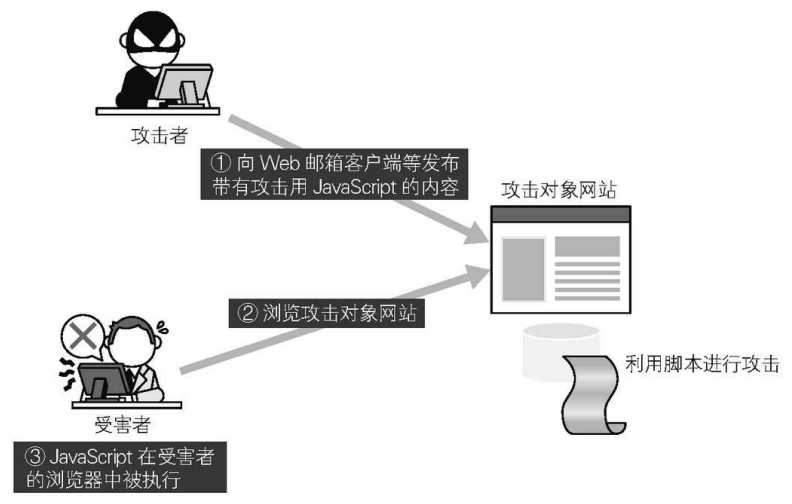 攻击者
① 向 Web 邮箱客户端等发布
带有攻击用 JavaScript 的内容
攻击对象网站
② 浏览攻击对象网站
利用脚本进行攻击
受害者
③ JavaScript 在受害者
的浏览器中被执行